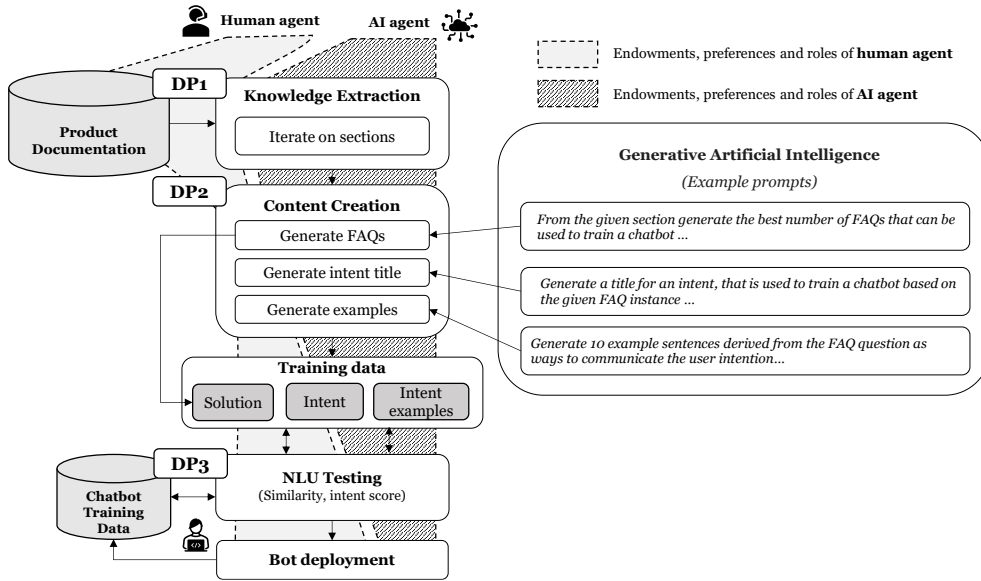 Human agent
AI agent
Endowments, preferences and roles of human agent
Endowments, preferences and roles of AI agent
DP1
Knowledge Extraction
Iterate on sections
Product
Documentation
DP2
Content Creation
Generate FAQs
Generate intent title
Generate examples
Generative Artificial Intelligence
(Example prompts)
From the given section generate the best number of FAQs that can be
used to train a chatbot ...
Generate a title for an intent, that is used to train a chatbot based on
the given FAQ instance ...
Generate 10 example sentences derived from the FAQ question as
ways to communicate the user intention...
Training data
Solution
Intent
Intent
examples
DP3
NLU Testing
(Similarity, intent score)
Chatbot
Training
Data
Bot deployment